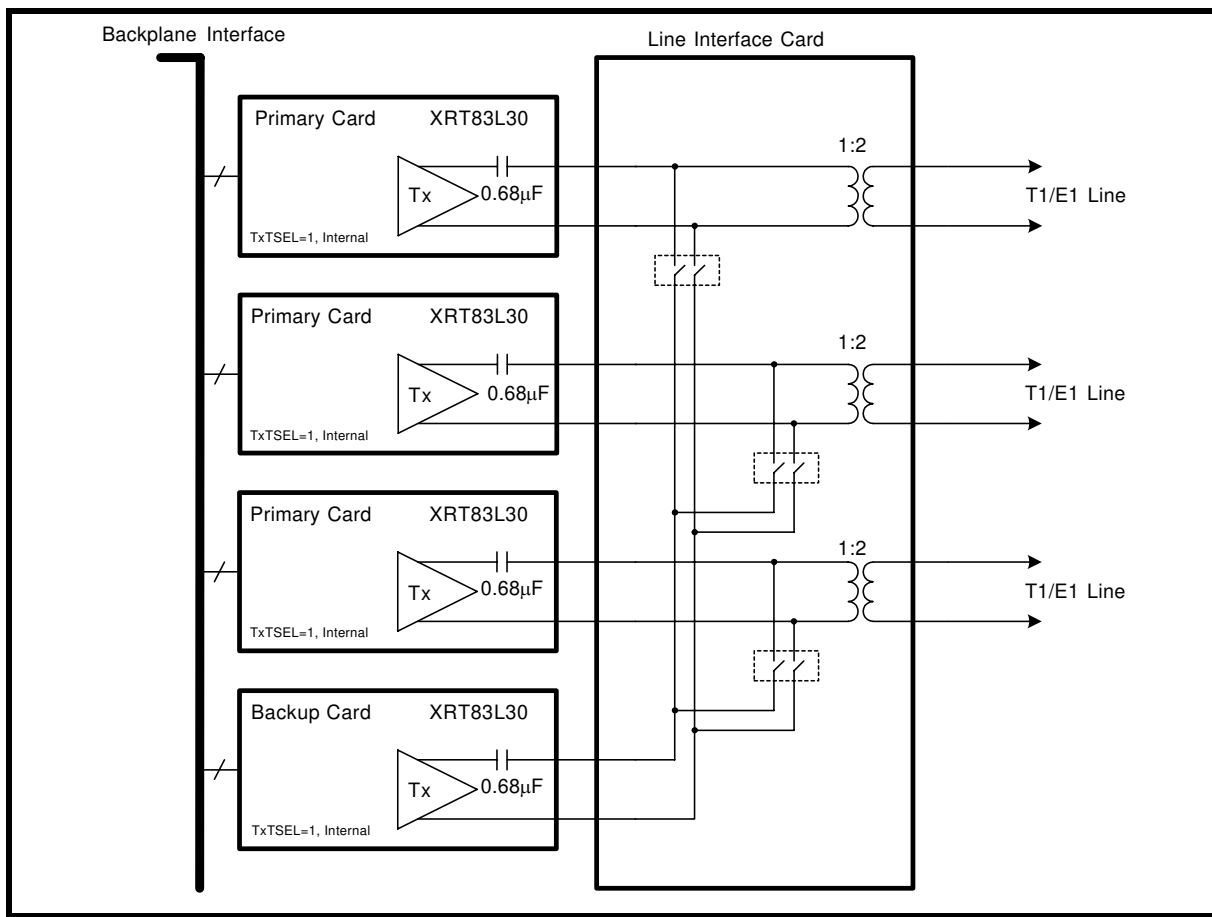 Backplane Interface
Line Interface Card
Primary Card XRT83L30
Tx
0.68µF
TxTSEL=1, Internal
1:2
T1/E1 Line
Primary Card XRT83L30
Tx
0.68µF
TxTSEL=1, Internal
1:2
T1/E1 Line
Primary Card XRT83L30
Tx
0.68µF
TxTSEL=1, Internal
1:2
T1/E1 Line
Backup Card XRT83L30
Tx
0.68µF
TxTSEL=1, Internal